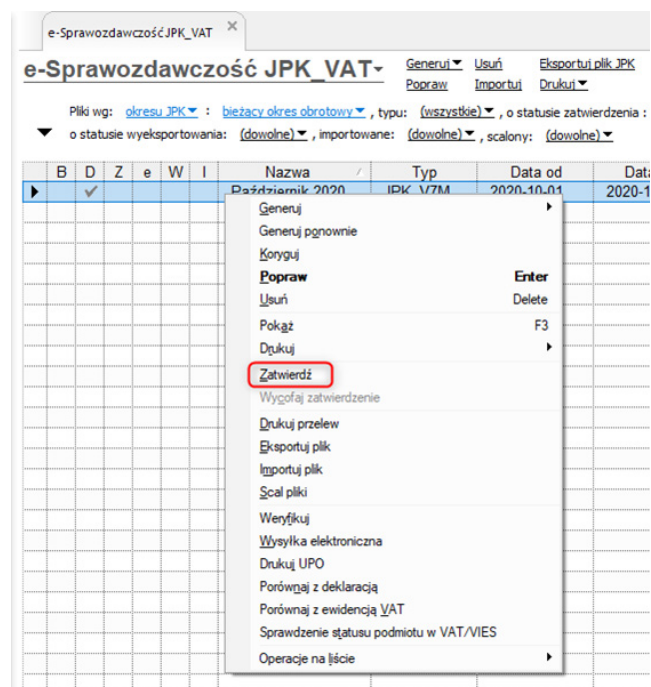 e-Sprawozdawczość JPK_VAT
e-Sprawozdawczość JPK_VAT Generuj Usuń Eksportuj plik JPK
Popraw Importuj Drukuj
Pliki wg: okresu JPK : bieżący okres obrotowy , typu: (wszystkie) , o statusie zatwierdzenia :
o statusie wyeksportowania: (dowolne) , importowane: (dowolne) , scalony: (dowolne)
B D Z e W I Nazwa Typ Data od Data
Październik 2020 JPK_V7M 2020-10-01 2020-1
Generuj
Generuj ponownie
Koryguj
Popraw Enter
Usuń Delete
Pokaż F3
Drukuj
Zatwierdź
Wycofaj zatwierdzenie
Drukuj przelew
Eksportuj plik
Importuj plik
Scal pliki
Weryfikuj
Wysyłka elektroniczna
Drukuj UPO
Porównaj z deklaracją
Porównaj z ewidencją VAT
Sprawdzenie statusu podmiotu w VAT/VIES
Operacje na liście